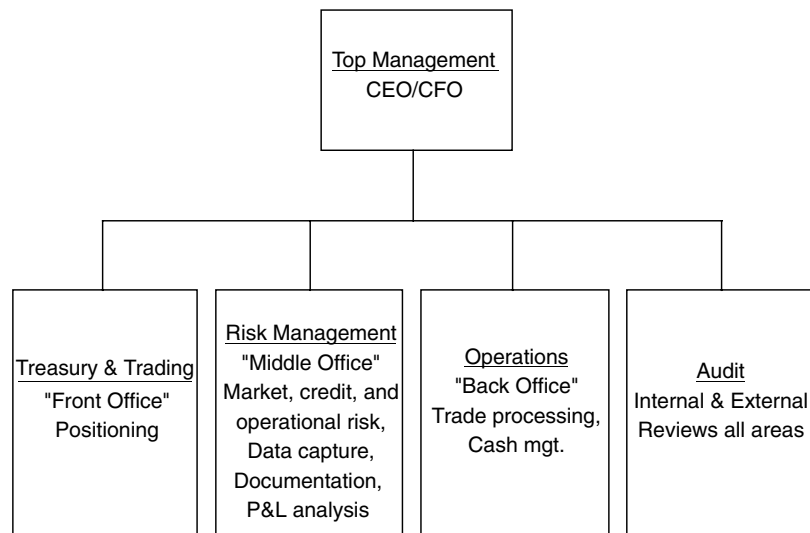 Top Management
CEO/CFO
Treasury & Trading
"Front Office"
Positioning
Risk Management
"Middle Office"
Market, credit, and
operational risk,
Data capture,
Documentation,
P&L analysis
Operations
"Back Office"
Trade processing,
Cash mgt.
Audit
Internal & External
Reviews all areas